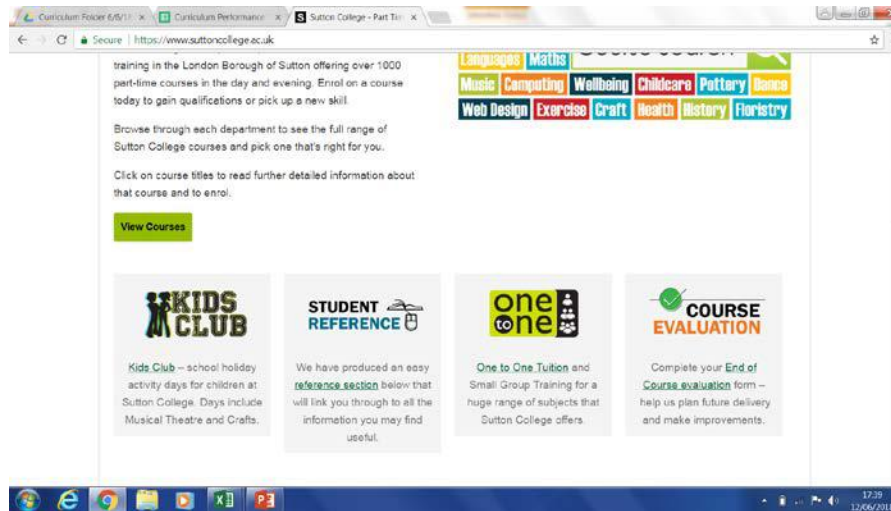 Curriculum Folder 6/6/1
Curriculum Performance
Sutton College - Part Tim
Secure https://www.suttoncollege.ac.uk
training in the London Borough of Sutton offering over 1000
part-time courses in the day and evening. Enrol on a course
today to gain qualifications or pick up a new skill.
Browse through each department to see the full range of
Sutton College courses and pick one that's right for you.
Click on course titles to read further detailed information about
that course and to enrol.
View Courses
Languages Maths
Music Computing Wellbeing Childcare Pottery Dance
Web Design Exercise Craft Health History Floristry
KIDS
CLUB
Kids Club – school holiday
activity days for children at
Sutton College. Days include
Musical Theatre and Crafts.
STUDENT
REFERENCE
We have produced an easy
reference section below that
will link you through to all the
information you may find
useful.
one
to
one
One to One Tuition and
Small Group Training for a
huge range of subjects that
Sutton College offers.
COURSE
EVALUATION
Complete your End of
Course evaluation form –
help us plan future delivery
and make improvements.
17:39
12/06/201